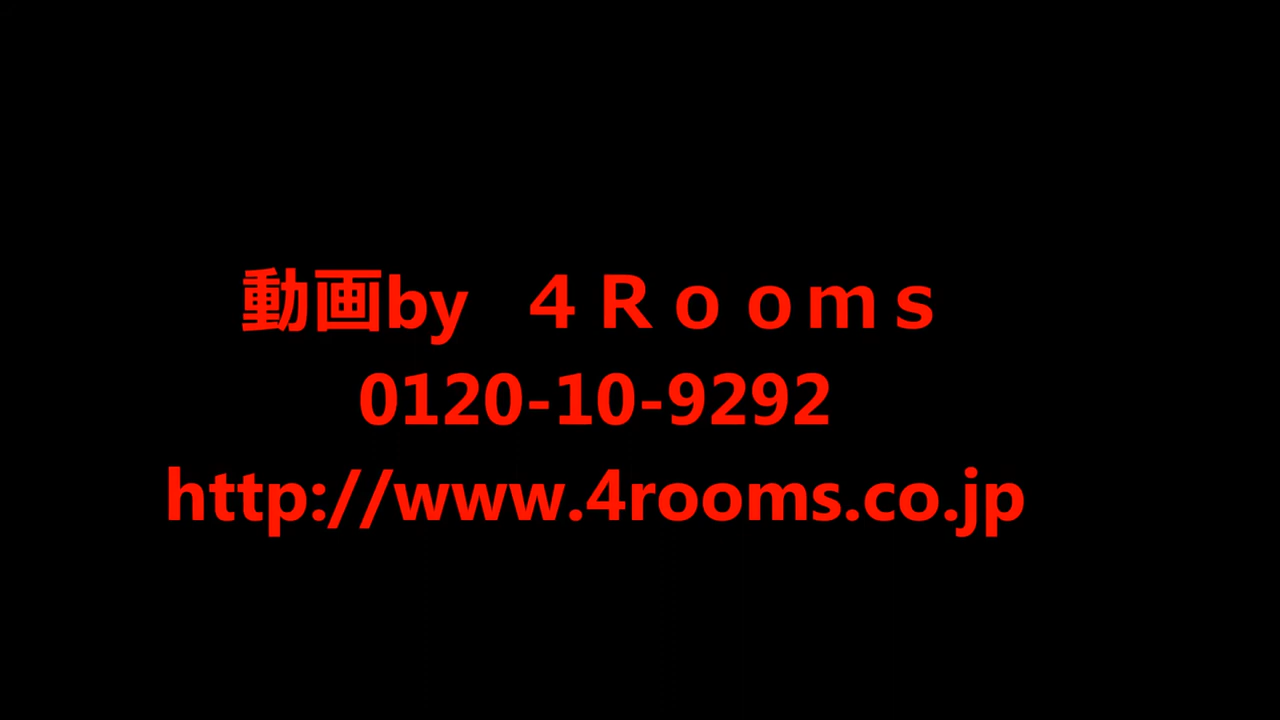 動画by　４Ｒｏｏｍｓ
0120-10-9292
http://www.4rooms.co.jp